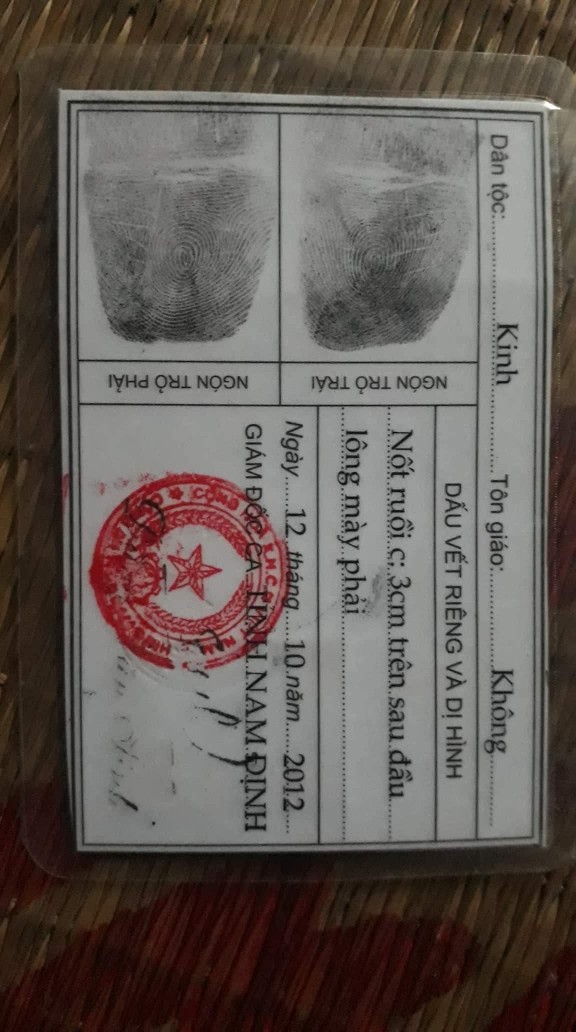 Dân tộc: Kinh Tôn giáo: Không
NGÓN TRỎ TRÁI
NGÓN TRỎ PHẢI
DẤU VẾT RIÊNG VÀ DỊ HÌNH
Nốt ruồi c: 3cm trên sau đầu
lông mày phải
Ngày 12 tháng 10 năm 2012
GIÁM ĐỐC CA TỈNH NAM ĐỊNH